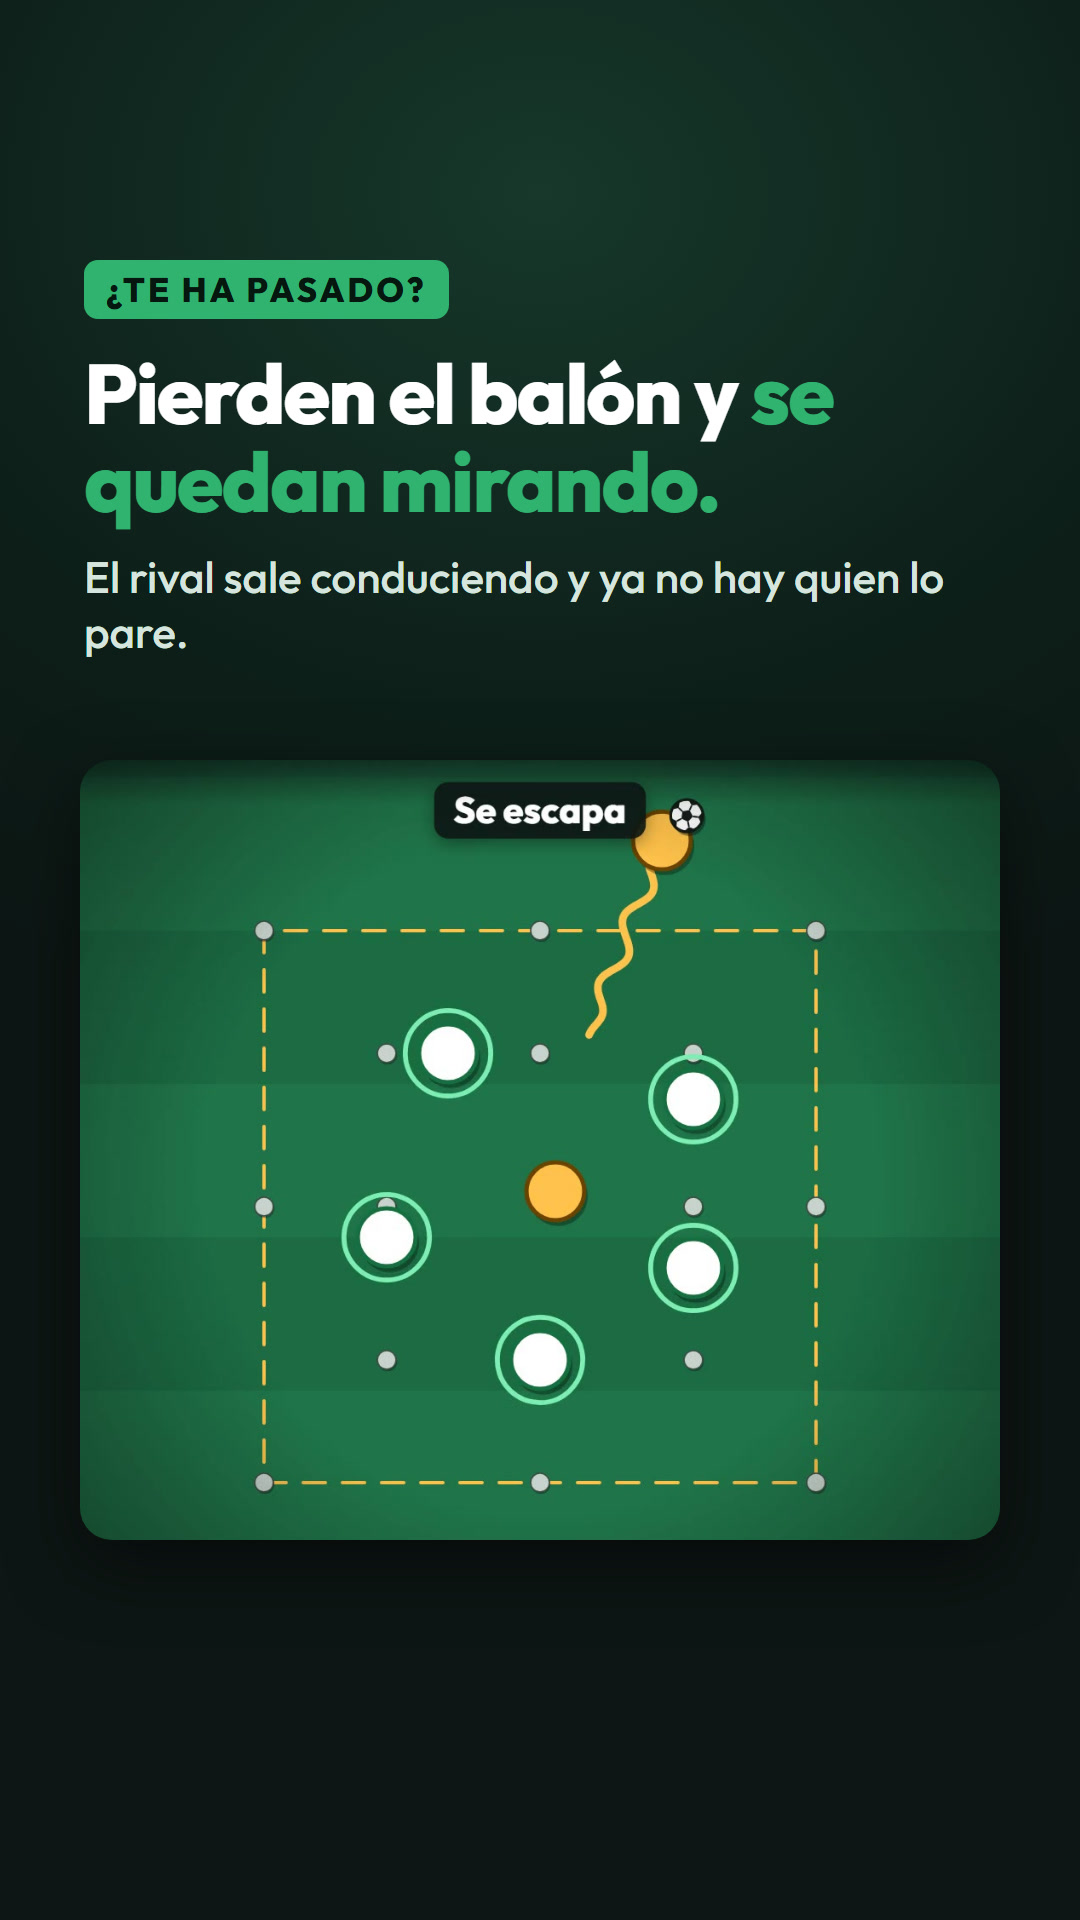 ¿TE HA PASADO?
Pierden el balón y se
quedan mirando.
El rival sale conduciendo y ya no hay quien lo
pare.
Se escapa